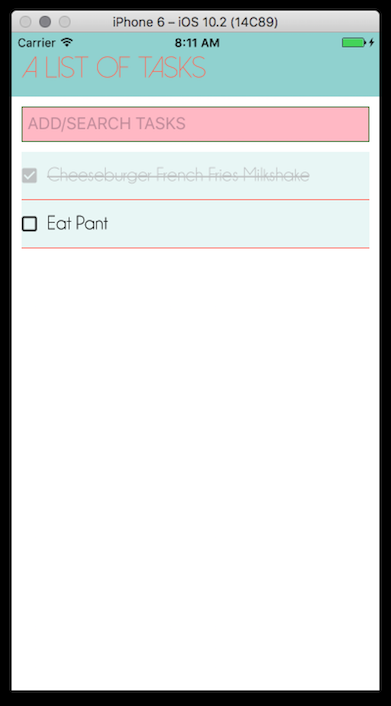 iPhone 6 – iOS 10.2 (14C89)
Carrier 8:11 AM
A LIST OF TASKS
ADD/SEARCH TASKS
Cheeseburger French Fries Milkshake
Eat Pant